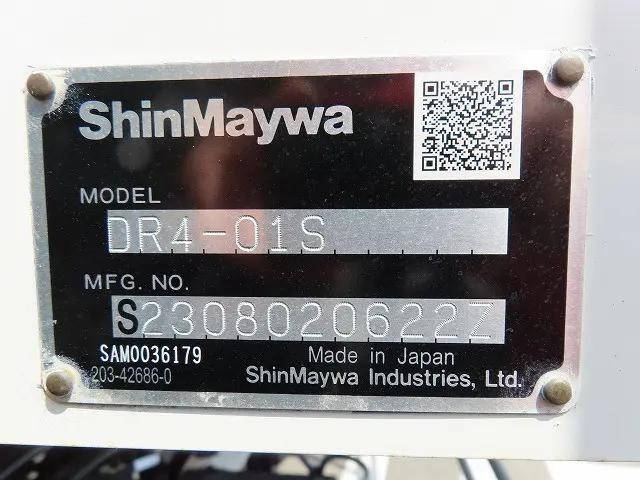 ShinMaywa
MODEL
DR4-01S
MFG. NO.
S2308020622Z
SAM0036179
Made in Japan
203-42686-0
ShinMaywa Industries, Ltd.